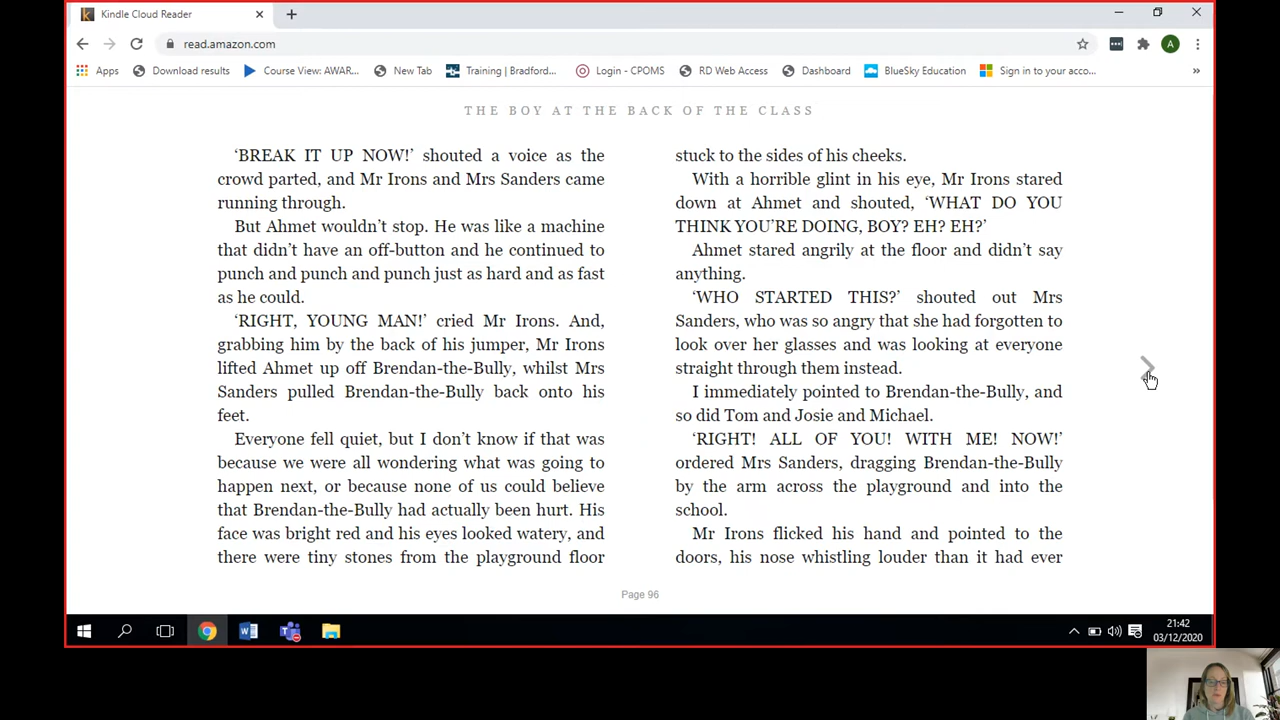 Kindle Cloud Reader
read.amazon.com
A
Apps
Download results
Course View: AWAR...
New Tab
Training | Bradford...
Login - CPOMS
RD Web Access
Dashboard
BlueSky Education
Sign in to your acco...
»
THE BOY AT THE BACK OF THE CLASS
‘BREAK IT UP NOW!’ shouted a voice as the
crowd parted, and Mr Irons and Mrs Sanders came
running through.
But Ahmet wouldn’t stop. He was like a machine
that didn’t have an off-button and he continued to
punch and punch and punch just as hard and as fast
as he could.
‘RIGHT, YOUNG MAN!’ cried Mr Irons. And,
grabbing him by the back of his jumper, Mr Irons
lifted Ahmet up off Brendan-the-Bully, whilst Mrs
Sanders pulled Brendan-the-Bully back onto his
feet.
Everyone fell quiet, but I don’t know if that was
because we were all wondering what was going to
happen next, or because none of us could believe
that Brendan-the-Bully had actually been hurt. His
face was bright red and his eyes looked watery, and
there were tiny stones from the playground floor
stuck to the sides of his cheeks.
With a horrible glint in his eye, Mr Irons stared
down at Ahmet and shouted, ‘WHAT DO YOU
THINK YOU’RE DOING, BOY? EH? EH?’
Ahmet stared angrily at the floor and didn’t say
anything.
‘WHO STARTED THIS?’ shouted out Mrs
Sanders, who was so angry that she had forgotten to
look over her glasses and was looking at everyone
straight through them instead.
I immediately pointed to Brendan-the-Bully, and
so did Tom and Josie and Michael.
‘RIGHT! ALL OF YOU! WITH ME! NOW!’
ordered Mrs Sanders, dragging Brendan-the-Bully
by the arm across the playground and into the
school.
Mr Irons flicked his hand and pointed to the
doors, his nose whistling louder than it had ever
Page 96
21:42
03/12/2020